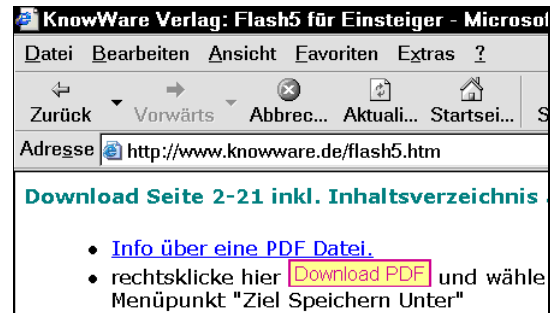 KnowWare Verlag: Flash5 für Einsteiger - Microsof
Datei Bearbeiten Ansicht Favoriten Extras ?
Zurück Vorwärts Abbrec... Aktuali... Startsei... S
Adresse http://www.knowware.de/flash5.htm
Download Seite 2-21 inkl. Inhaltsverzeichnis
Info über eine PDF Datei.
rechtsklicke hier Download PDF und wähle
Menüpunkt "Ziel Speichern Unter"